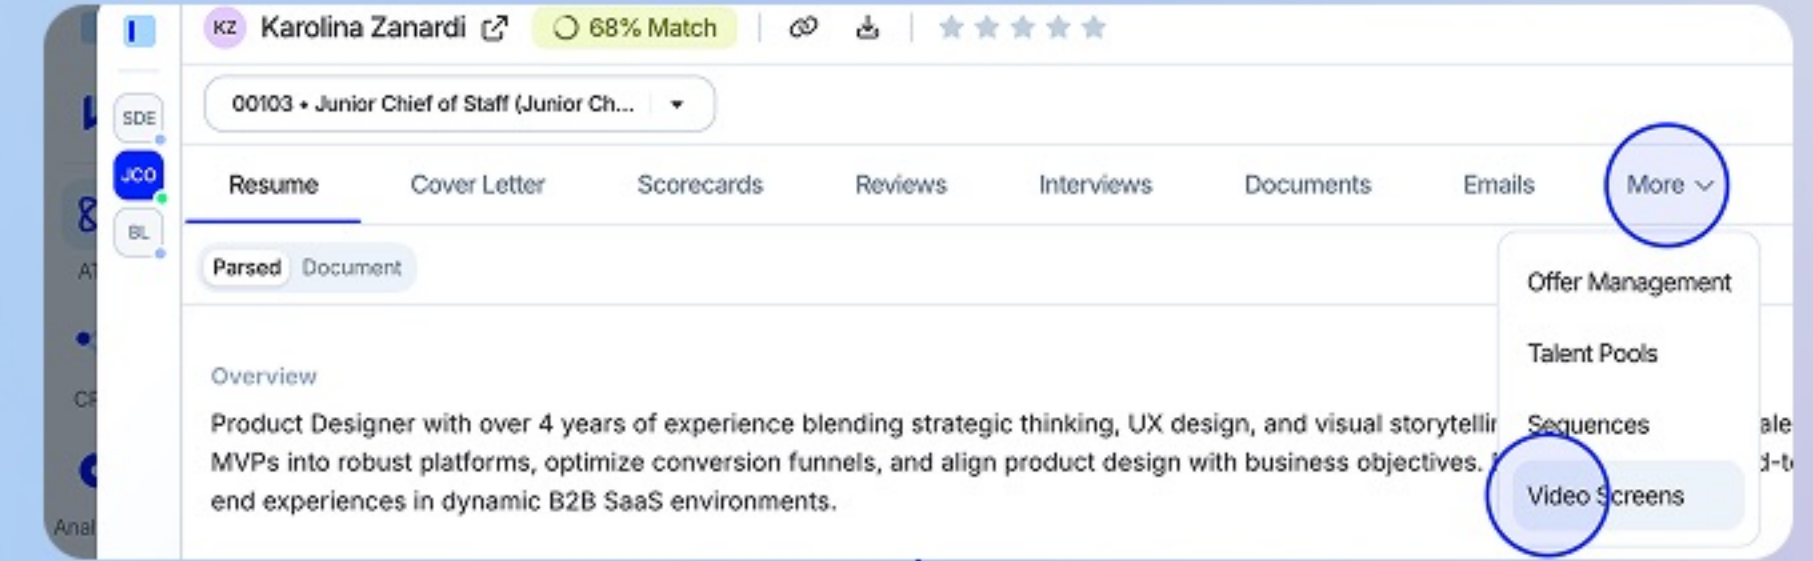 KZ Karolina Zanardi 68% Match
SDE
00103 • Junior Chief of Staff (Junior Ch...
JCO
Resume Cover Letter Scorecards Reviews Interviews Documents Emails More
BL
Parsed Document
Offer Management
Talent Pools
Sequences
Video Screens
Overview
Product Designer with over 4 years of experience blending strategic thinking, UX design, and visual
MVPs into robust platforms, optimize conversion funnels, and align product design with business objectives.
end experiences in dynamic B2B SaaS environments.